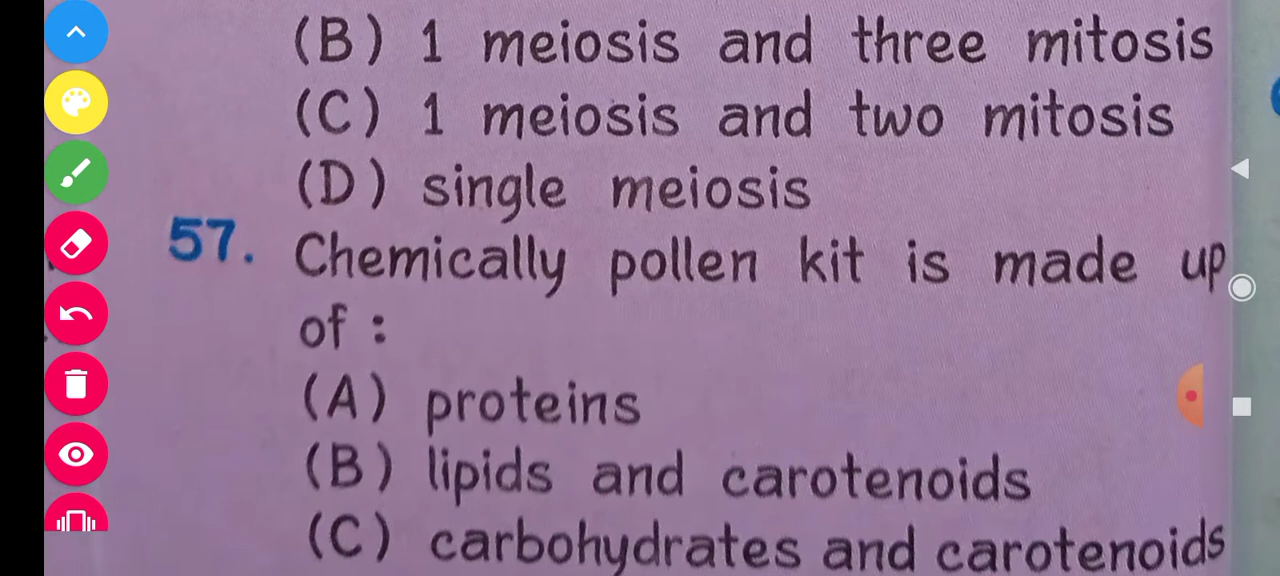 (B) 1 meiosis and three mitosis
(C) 1 meiosis and two mitosis
(D) single meiosis
57. Chemically pollen kit is made up
of :
(A) proteins
(B) lipids and carotenoids
(C) carbohydrates and carotenoids